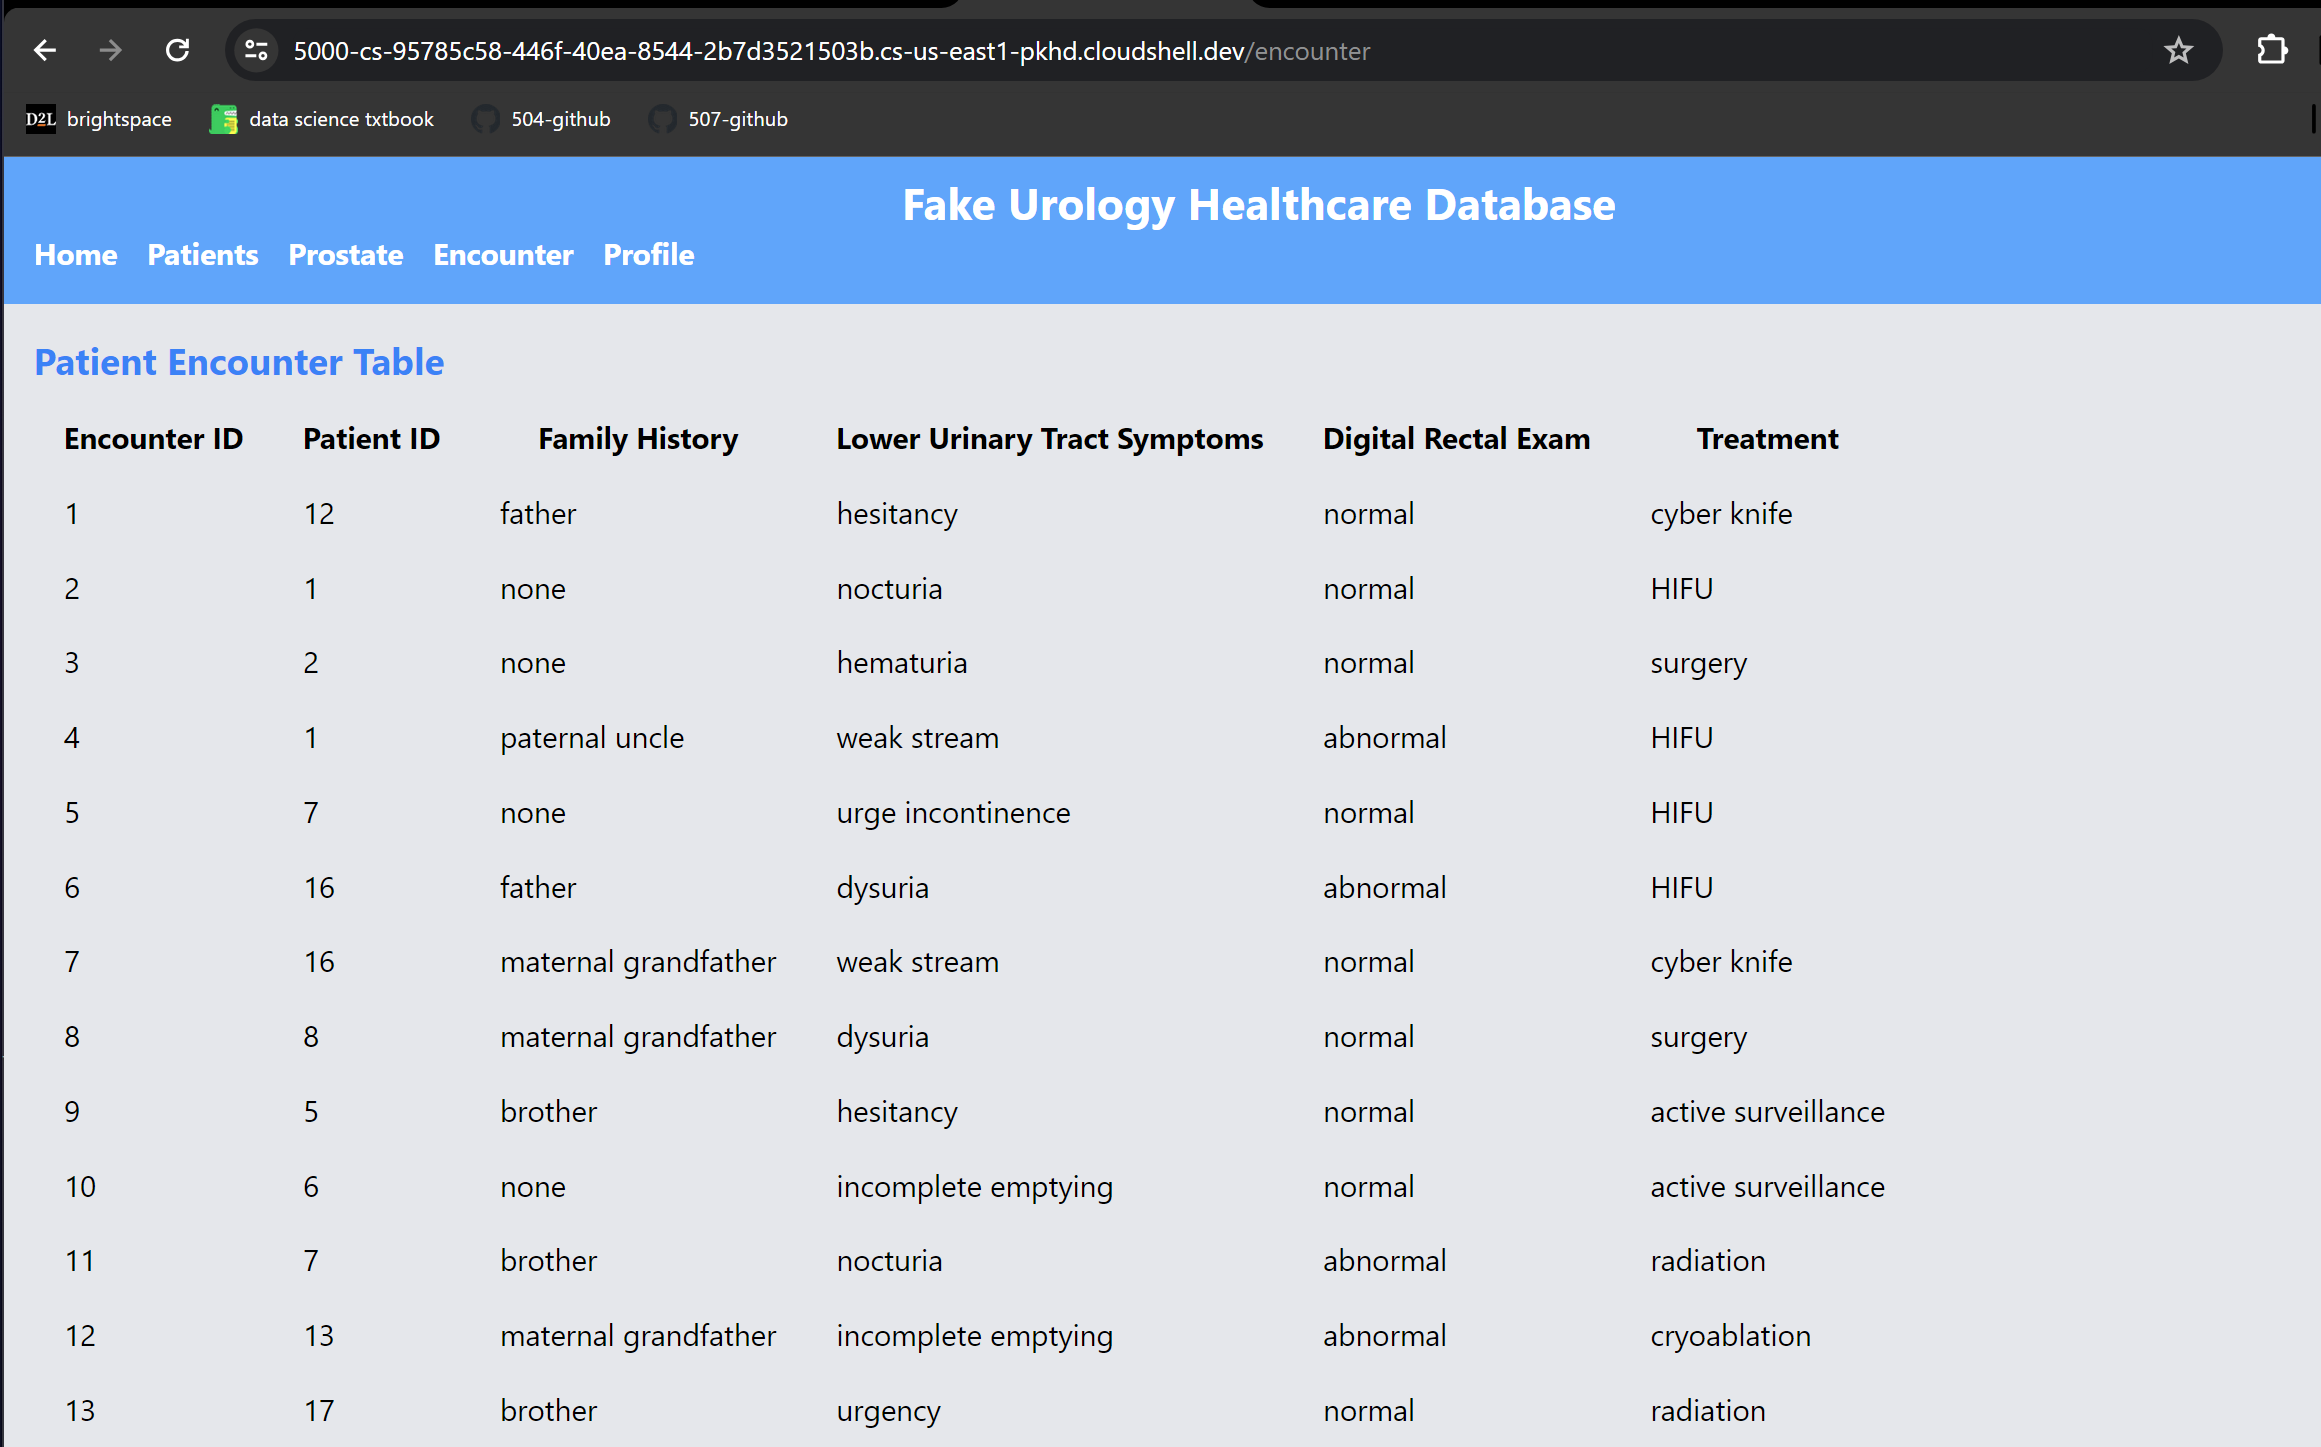 5000-cs-95785c58-446f-40ea-8544-2b7d3521503b.cs-us-east1-pkhd.cloudshell.dev/encounter
D2L brightspace data science txtbook 504-github 507-github
Fake Urology Healthcare Database
Home Patients Prostate Encounter Profile
Patient Encounter Table
Encounter ID Patient ID Family History Lower Urinary Tract Symptoms Digital Rectal Exam Treatment
1 12 father hesitancy normal cyber knife
2 1 none nocturia normal HIFU
3 2 none hematuria normal surgery
4 1 paternal uncle weak stream abnormal HIFU
5 7 none urge incontinence normal HIFU
6 16 father dysuria abnormal HIFU
7 16 maternal grandfather weak stream normal cyber knife
8 8 maternal grandfather dysuria normal surgery
9 5 brother hesitancy normal active surveillance
10 6 none incomplete emptying normal active surveillance
11 7 brother nocturia abnormal radiation
12 13 maternal grandfather incomplete emptying abnormal cryoablation
13 17 brother urgency normal radiation